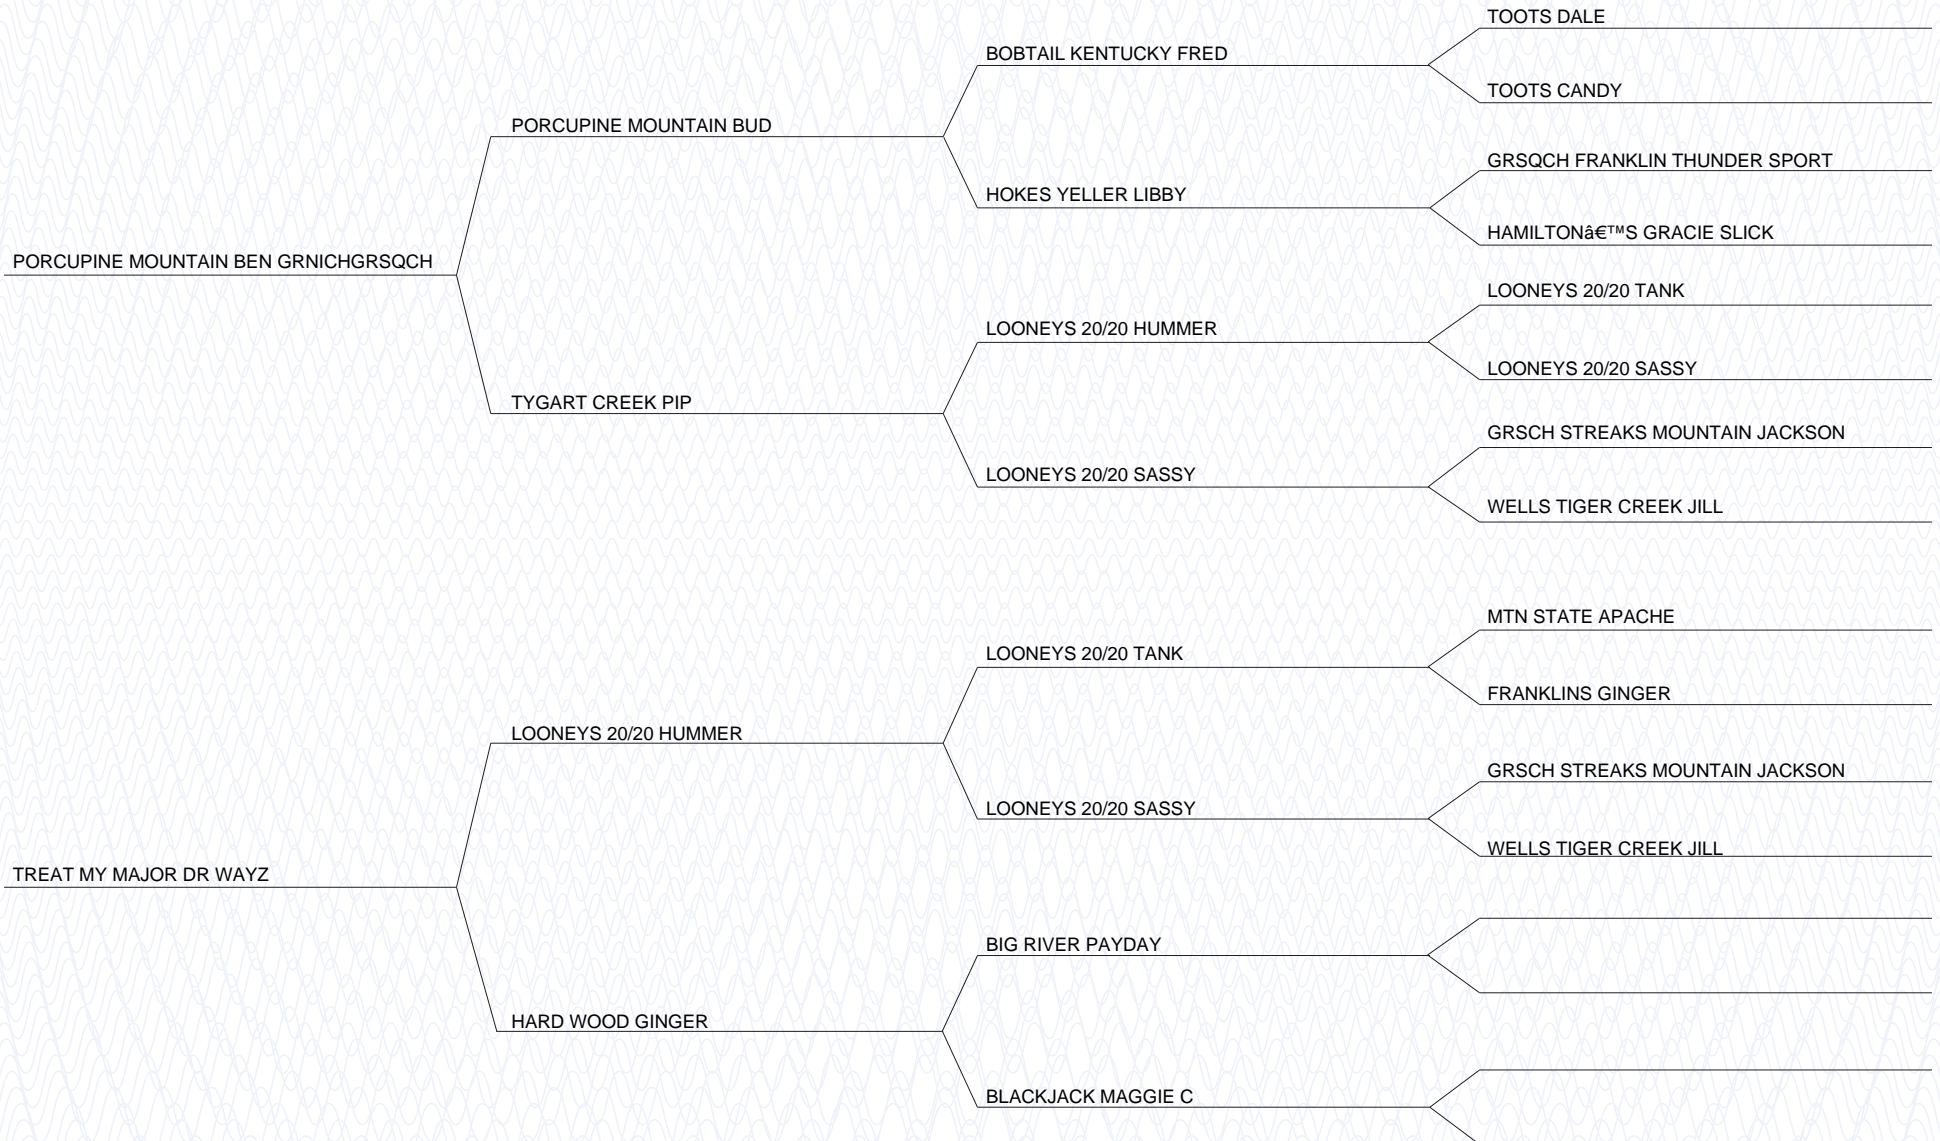 TOOTS DALE
BOBTAIL KENTUCKY FRED
TOOTS CANDY
PORCUPINE MOUNTAIN BUD
GRSQCH FRANKLIN THUNDER SPORT
HOKES YELLER LIBBY
HAMILTONâ€™S GRACIE SLICK
PORCUPINE MOUNTAIN BEN GRNICHGRSQCH
LOONEYS 20/20 TANK
LOONEYS 20/20 HUMMER
LOONEYS 20/20 SASSY
TYGART CREEK PIP
GRSCH STREAKS MOUNTAIN JACKSON
LOONEYS 20/20 SASSY
WELLS TIGER CREEK JILL
MTN STATE APACHE
LOONEYS 20/20 TANK
FRANKLINS GINGER
LOONEYS 20/20 HUMMER
GRSCH STREAKS MOUNTAIN JACKSON
LOONEYS 20/20 SASSY
WELLS TIGER CREEK JILL
TREAT MY MAJOR DR WAYZ
BIG RIVER PAYDAY
HARD WOOD GINGER
BLACKJACK MAGGIE C